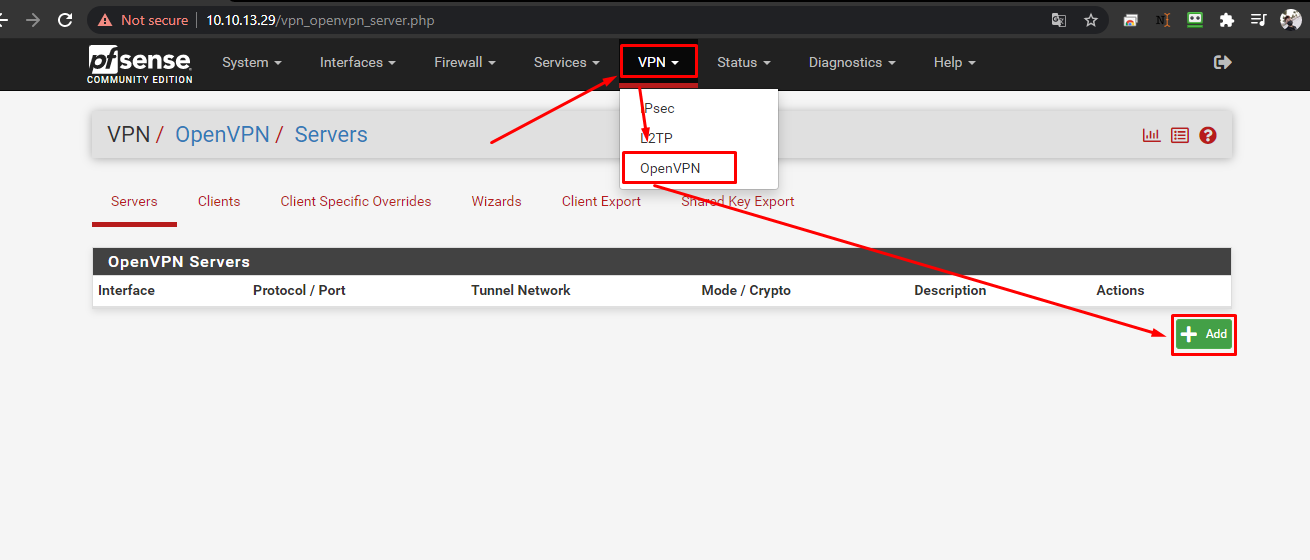 Not secure 10.10.13.29/vpn_openvpn_server.php
pfsense System Interfaces Firewall Services VPN Status Diagnostics Help
COMMUNITY EDITION
IPsec
L2TP
OpenVPN
VPN / OpenVPN / Servers
Servers Clients Client Specific Overrides Wizards Client Export Shared Key Export
OpenVPN Servers
Interface Protocol / Port Tunnel Network Mode / Crypto Description Actions
Add